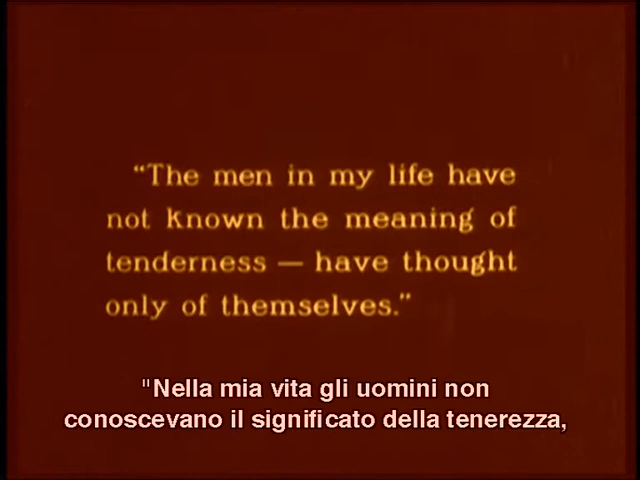 “The men in my life have
not known the meaning of
tenderness — have thought
only of themselves.”
"Nella mia vita gli uomini non
conoscevano il significato della tenerezza,